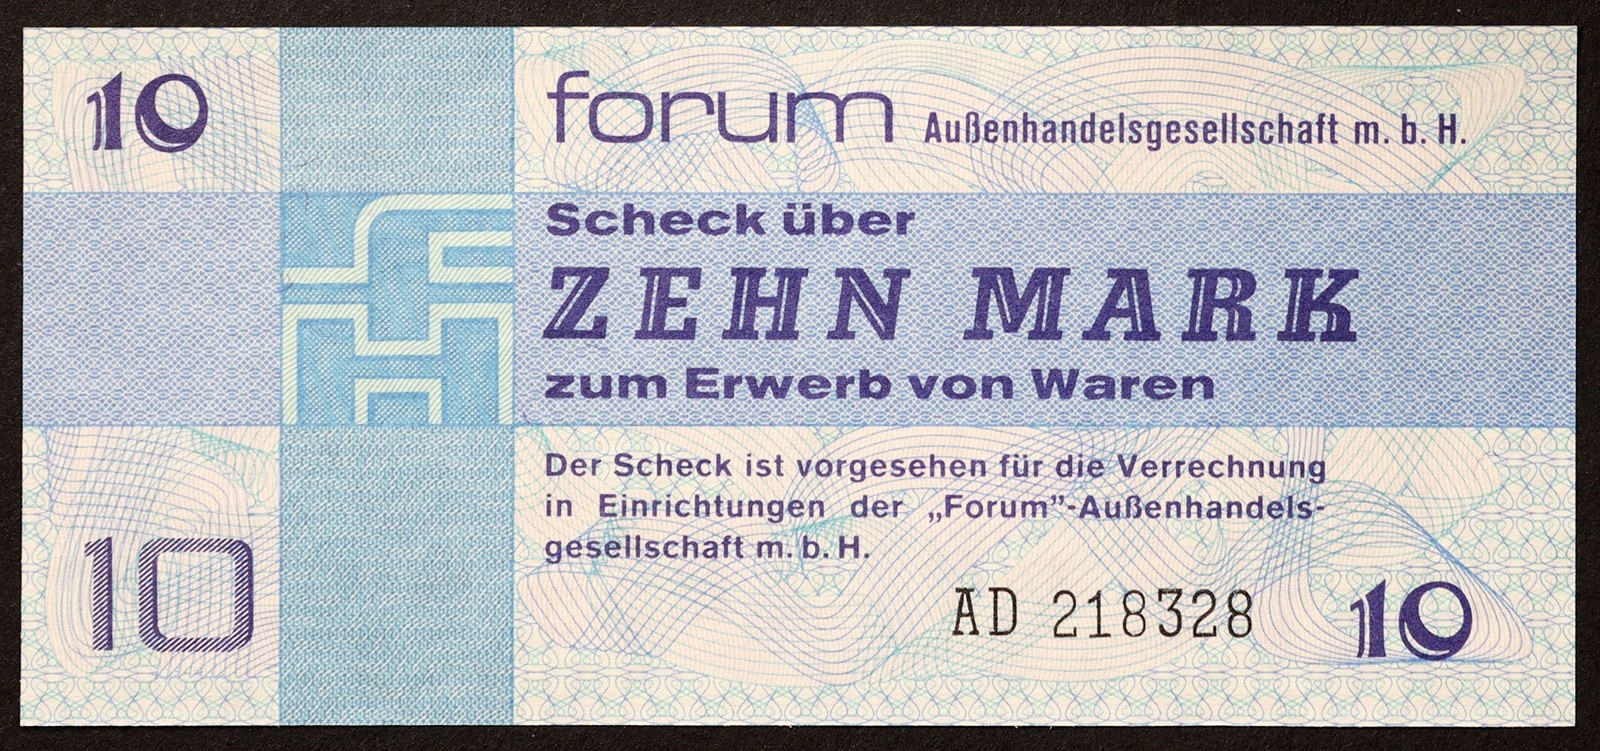 10
forum Außenhandelsgesellschaft m. b. H.
Scheck über
ZEHN MARK
zum Erwerb von Waren
Der Scheck ist vorgesehen für die Verrechnung
in Einrichtungen der „Forum”-Außenhandels-
gesellschaft m. b. H.
10
AD 218328
10